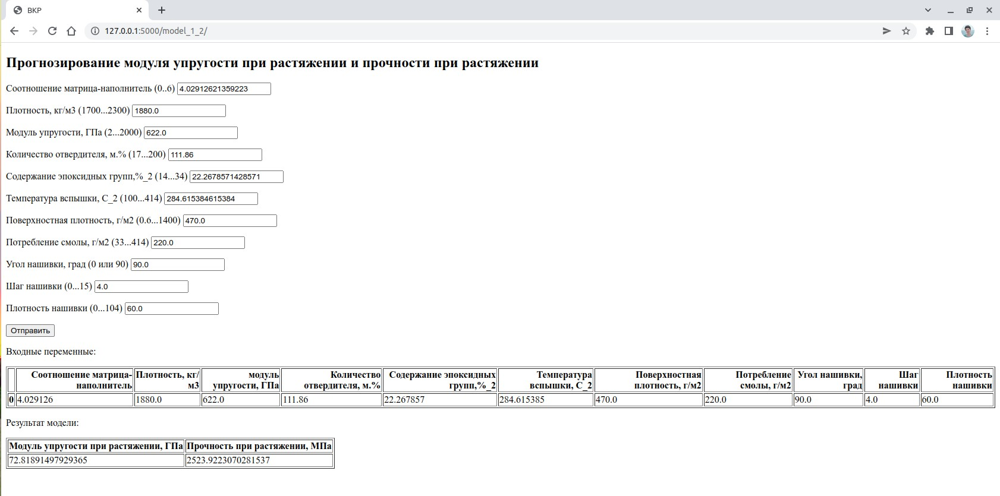 ВКР
127.0.0.1:5000/model_1_2/
Прогнозирование модуля упругости при растяжении и прочности при растяжении
Соотношение матрица-наполнитель (0..6) 4.02912621359223
Плотность, кг/м3 (1700...2300) 1880.0
Модуль упругости, ГПа (2...2000) 622.0
Количество отвердителя, м.% (17...200) 111.86
Содержание эпоксидных групп,%_2 (14...34) 22.2678571428571
Температура вспышки, С_2 (100...414) 284.615384615384
Поверхностная плотность, г/м2 (0.6...1400) 470.0
Потребление смолы, г/м2 (33...414) 220.0
Угол нашивки, град (0 или 90) 90.0
Шаг нашивки (0...15) 4.0
Плотность нашивки (0...104) 60.0
Отправить
Входные переменные:
Соотношение матрица- Плотность, кг/ модуль Количество Содержание эпоксидных Температура Поверхностная Потребление Угол нашивки, Шаг Плотность
наполнитель м3 упругости, ГПа отвердителя, м.% групп,%_2 вспышки, С_2 плотность, г/м2 смолы, г/м2 град нашивки нашивки
0 4.029126 1880.0 622.0 111.86 22.267857 284.615385 470.0 220.0 90.0 4.0 60.0
Результат модели:
Модуль упругости при растяжении, ГПа Прочность при растяжении, МПа
72.81891497929365 2523.9223070281537